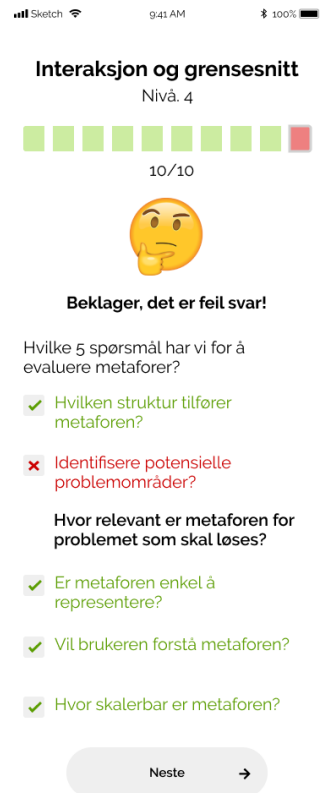 Sketch 9:41 AM 100%
Interaksjon og grensesnitt
Nivå. 4
10/10
Beklager, det er feil svar!
Hvilke 5 spørsmål har vi for å
evaluere metaforer?
Hvilken struktur tilfører
metaforen?
Identifisere potensielle
problemområder?
Hvor relevant er metaforen for
problemet som skal løses?
Er metaforen enkel å
representere?
Vil brukeren forstå metaforen?
Hvor skalerbar er metaforen?
Neste